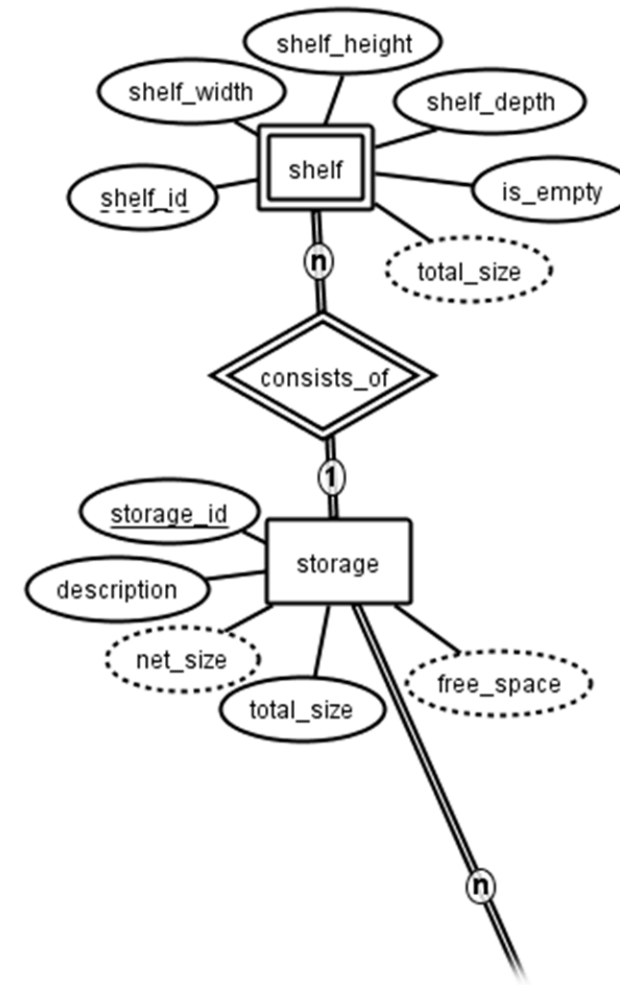 shelf_height
shelf_width
shelf_depth
shelf
shelf_id
is_empty
n
total_size
consists_of
1
storage_id
storage
description
net_size
free_space
total_size
n